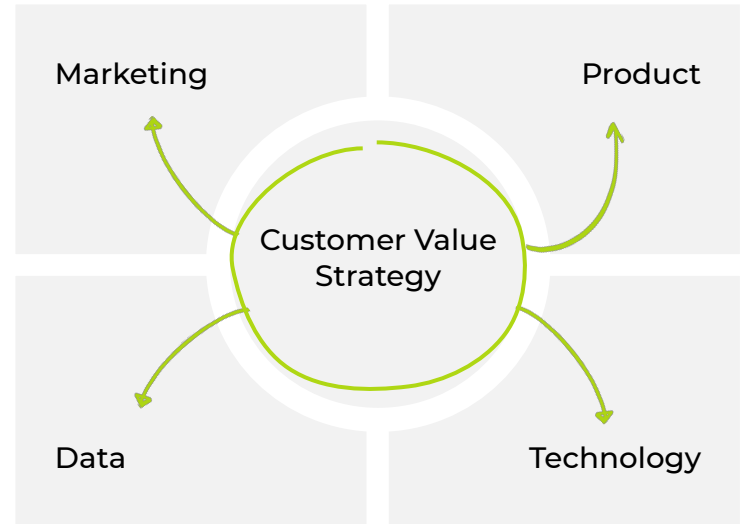 Marketing
Product
Customer Value
Strategy
Data
Technology